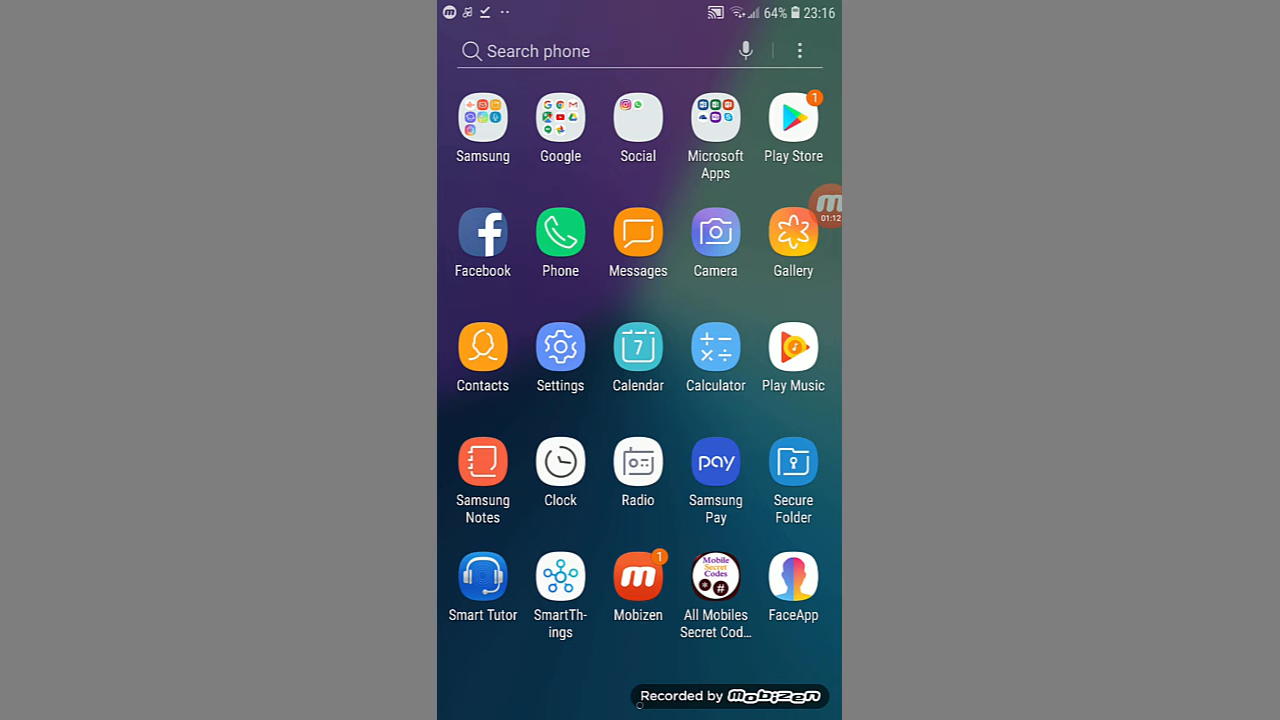 64% 23:16
Search phone
Samsung
Google
Social
Microsoft
Apps
Play Store
1
01:12
Facebook
Phone
Messages
Camera
Gallery
7
Contacts
Settings
Calendar
Calculator
Play Music
pay
Samsung
Notes
Clock
Radio
Samsung
Pay
Secure
Folder
1
Mobile
Secret
Codes
* #
Smart Tutor
SmartTh-
ings
Mobizen
All Mobiles
Secret Cod...
FaceApp
Recorded by Mobizen